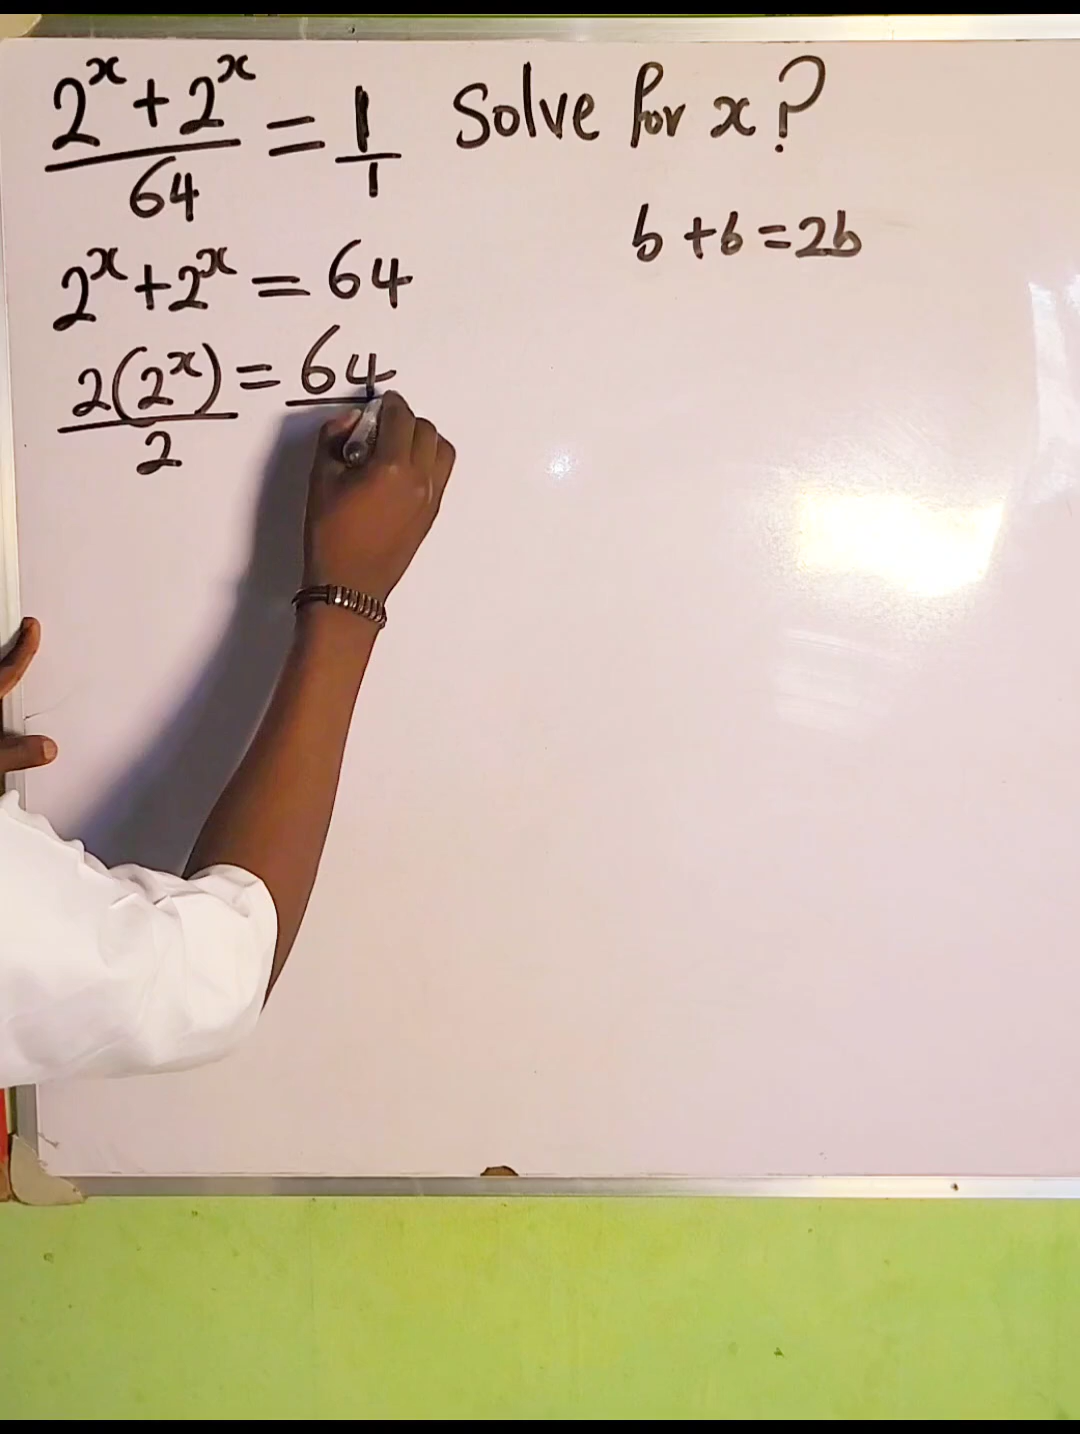 2^x + 2^x / 64 = 1/1 Solve for x?
b + b = 2b
2^x + 2^x = 64
2(2^x) / 2 = 64